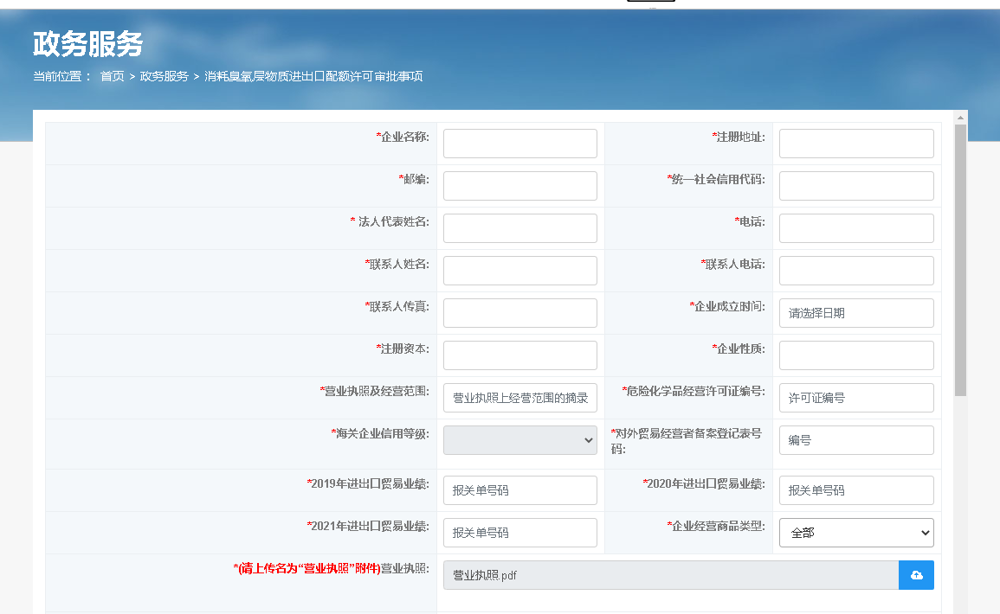 政务服务
当前位置： 首页 > 政务服务 > 消耗臭氧层物质进出口配额许可审批事项
*企业名称:
*注册地址:
*邮编:
*统一社会信用代码:
* 法人代表姓名:
*电话:
*联系人姓名:
*联系人电话:
*联系人传真:
*企业成立时间:
请选择日期
*注册资本:
*企业性质:
*营业执照及经营范围:
营业执照上经营范围的摘录
*危险化学品经营许可证编号:
许可证编号
*海关企业信用等级:
*对外贸易经营者备案登记表号
码:
编号
*2019年进出口贸易业绩:
报关单号码
*2020年进出口贸易业绩:
报关单号码
*2021年进出口贸易业绩:
报关单号码
*企业经营商品类型:
全部
*(请上传名为“营业执照”附件)营业执照:
营业执照.pdf